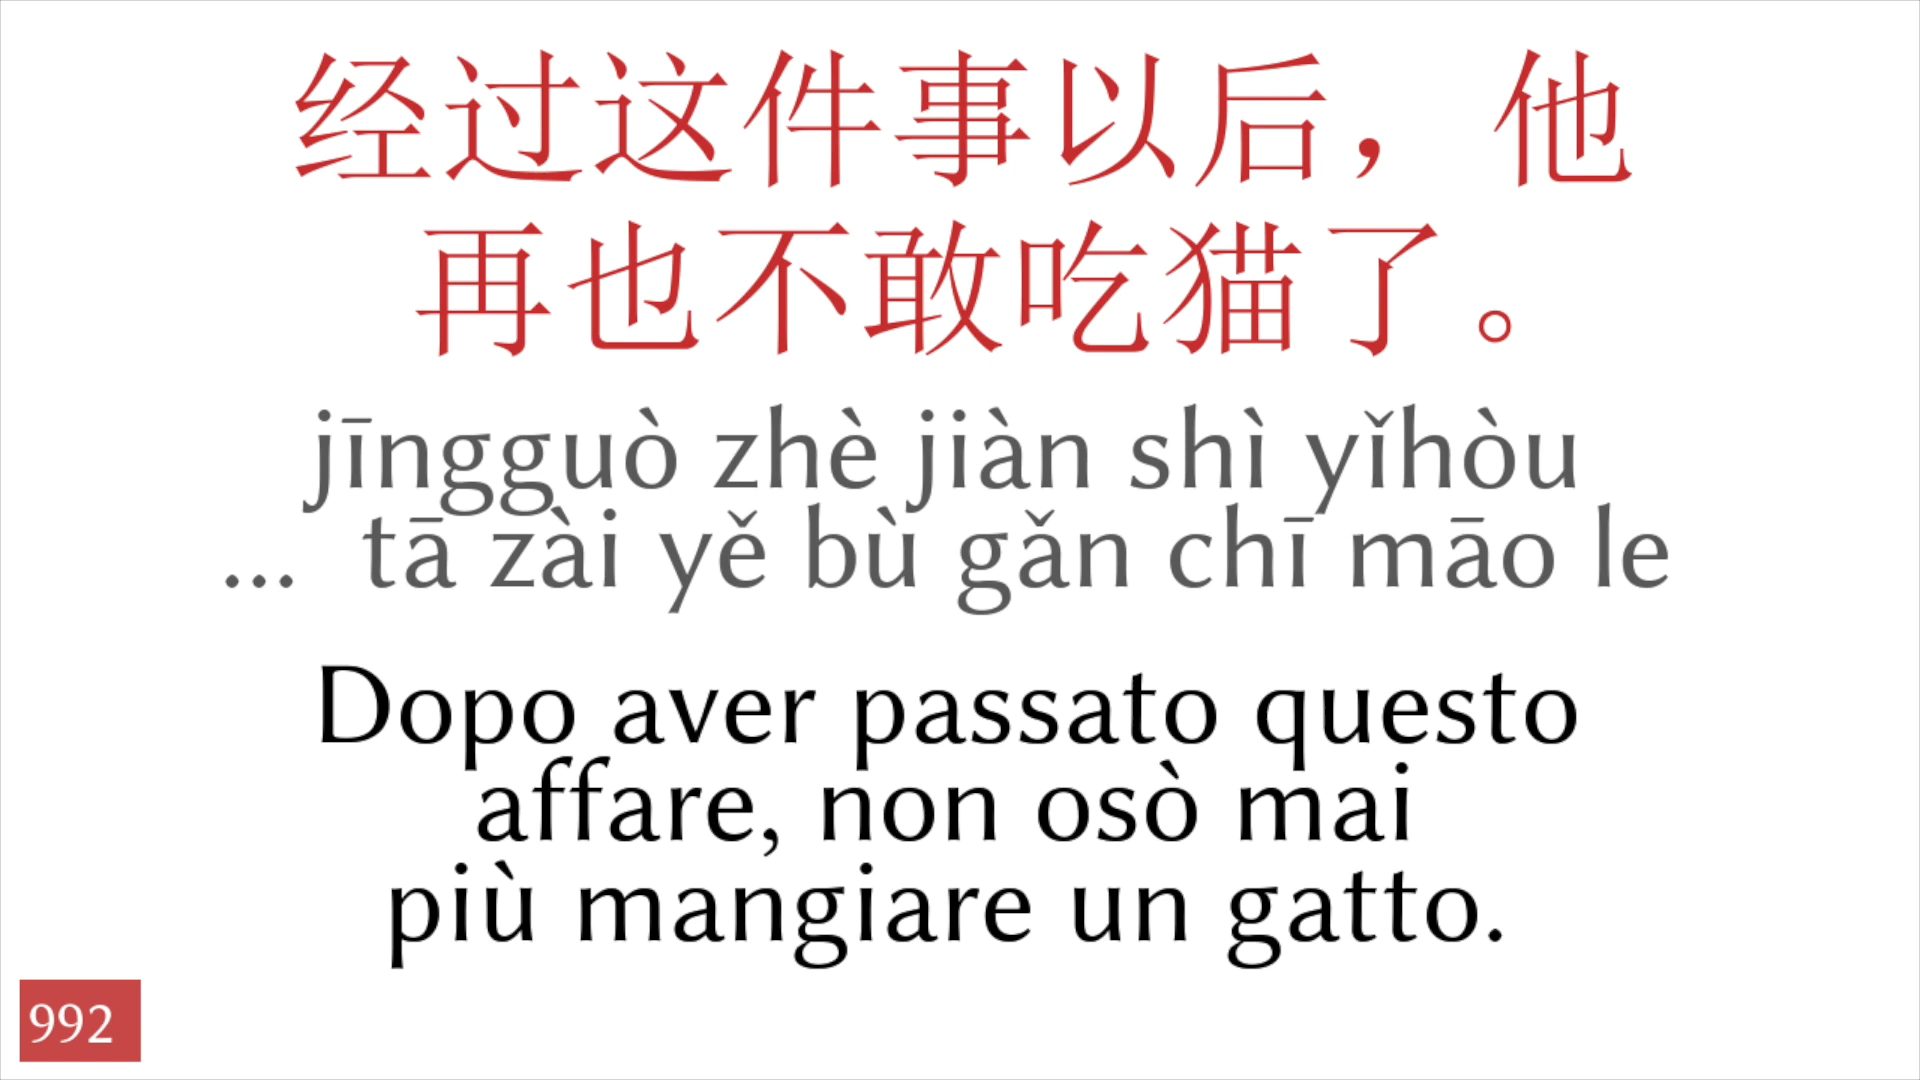 经过这件事以后，他
再也不敢吃猫了。
jīngguò zhè jiàn shì yǐhòu
... tā zài yě bù gǎn chī māo le
Dopo aver passato questo
affare, non osò mai
più mangiare un gatto.
992